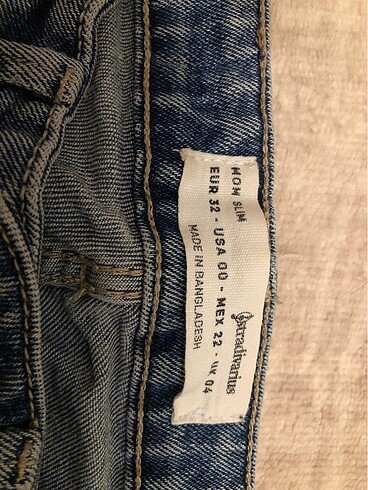 Stradivarius
MOM SLIM
EUR 32 - USA 00 - MEX 22 - UK 04
MADE IN BANGLADESH